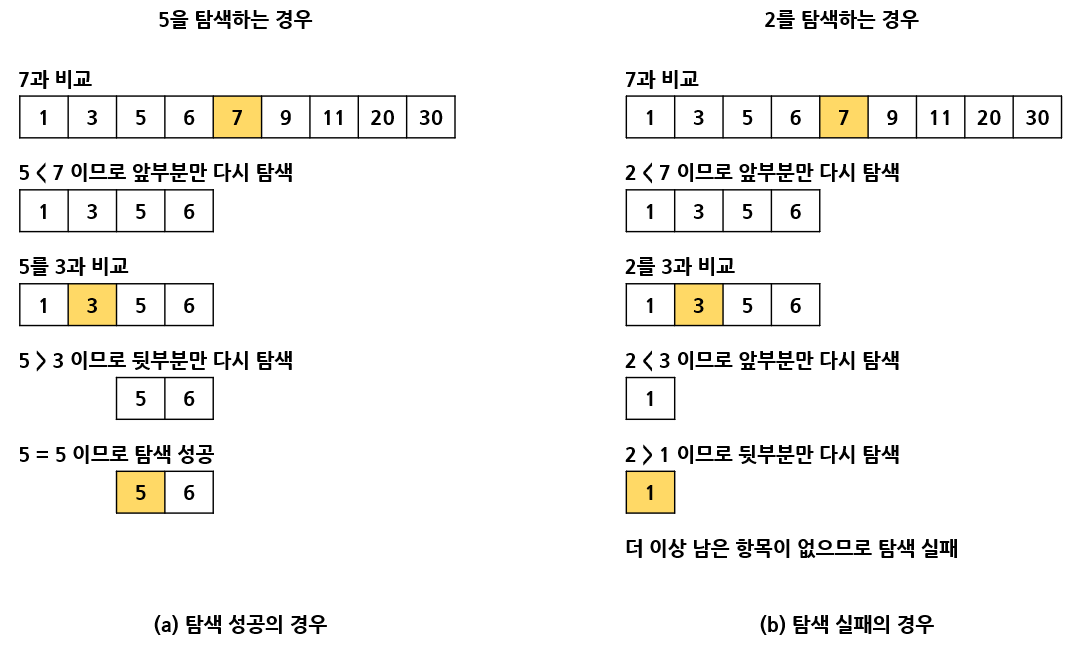 5을 탐색하는 경우
7과 비교
1 3 5 6 7 9 11 20 30
5 < 7 이므로 앞부분만 다시 탐색
1 3 5 6
5를 3과 비교
1 3 5 6
5 > 3 이므로 뒷부분만 다시 탐색
5 6
5 = 5 이므로 탐색 성공
5 6
(a) 탐색 성공의 경우
2를 탐색하는 경우
7과 비교
1 3 5 6 7 9 11 20 30
2 < 7 이므로 앞부분만 다시 탐색
1 3 5 6
2를 3과 비교
1 3 5 6
2 < 3 이므로 앞부분만 다시 탐색
1
2 > 1 이므로 뒷부분만 다시 탐색
1
더 이상 남은 항목이 없으므로 탐색 실패
(b) 탐색 실패의 경우